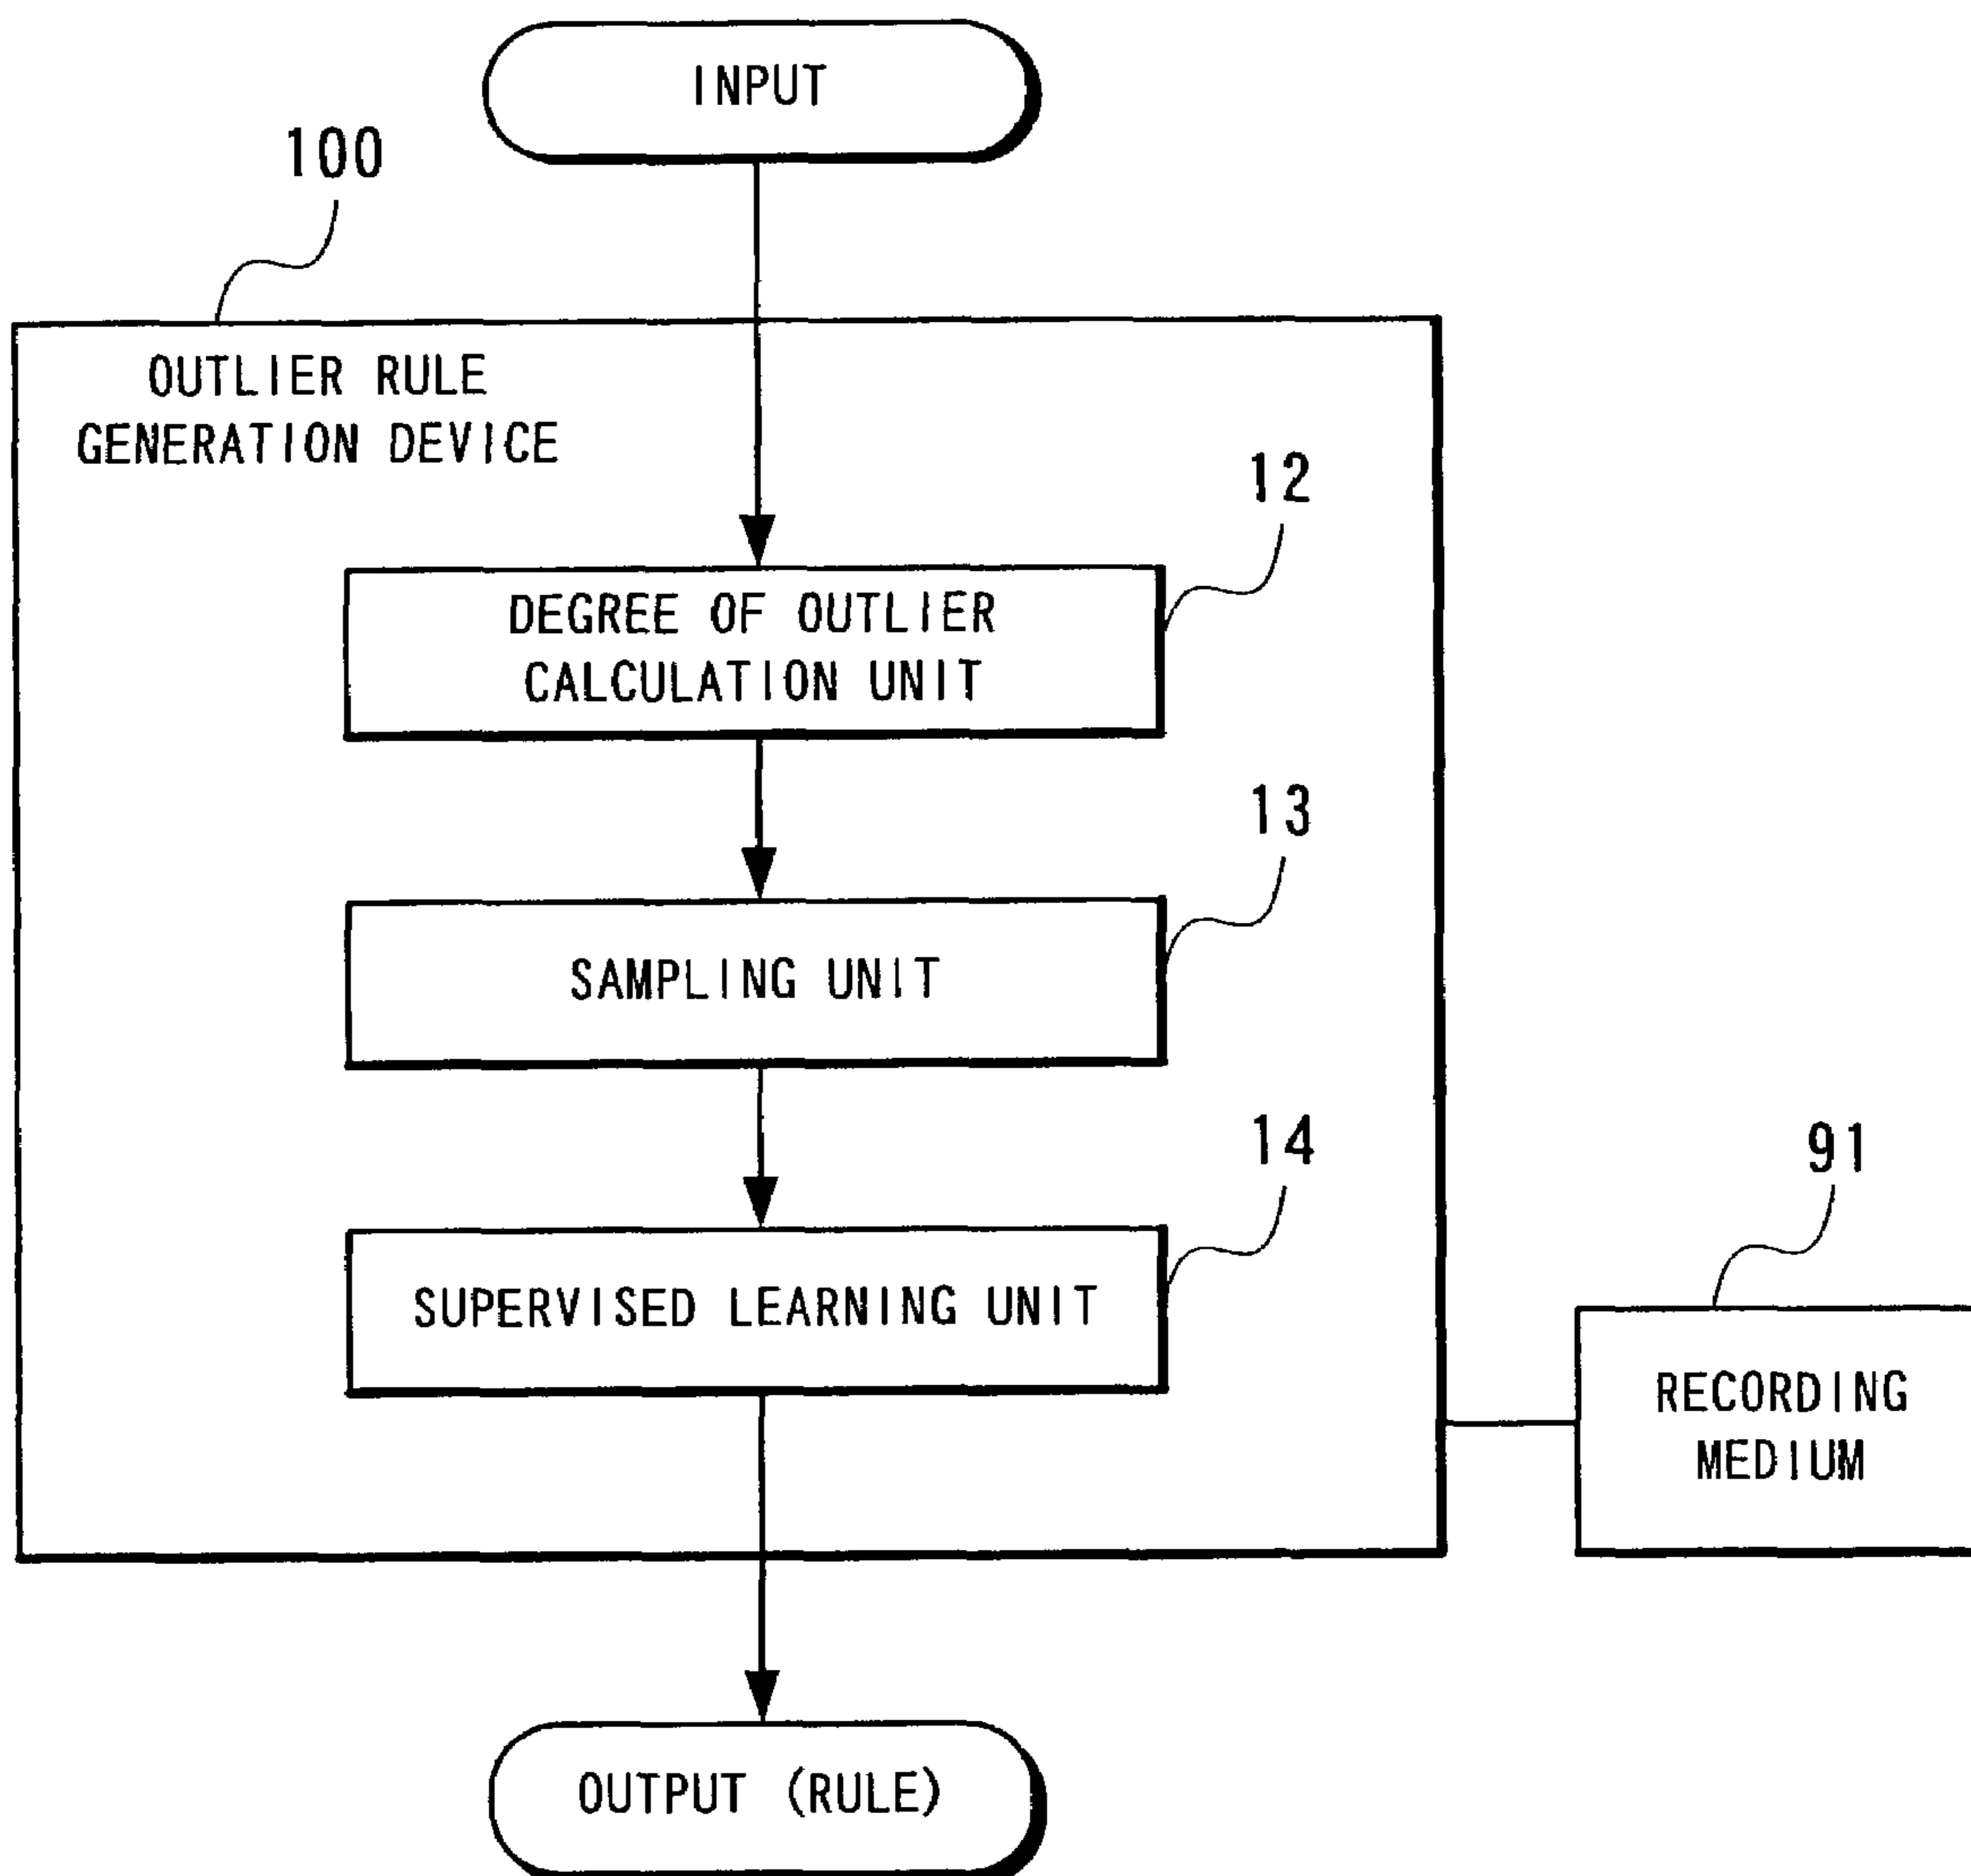 INPUT
100
OUTLIER RULE
GENERATION DEVICE
12
DEGREE OF OUTLIER
CALCULATION UNIT
13
SAMPLING UNIT
14
SUPERVISED LEARNING UNIT
91
RECORDING
MEDIUM
OUTPUT (RULE)